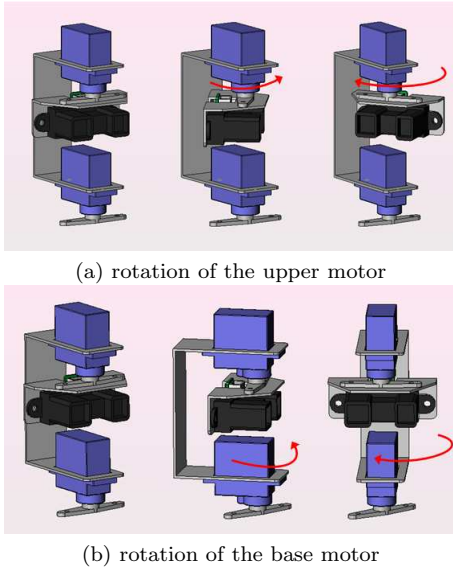 (a) rotation of the upper motor
(b) rotation of the base motor